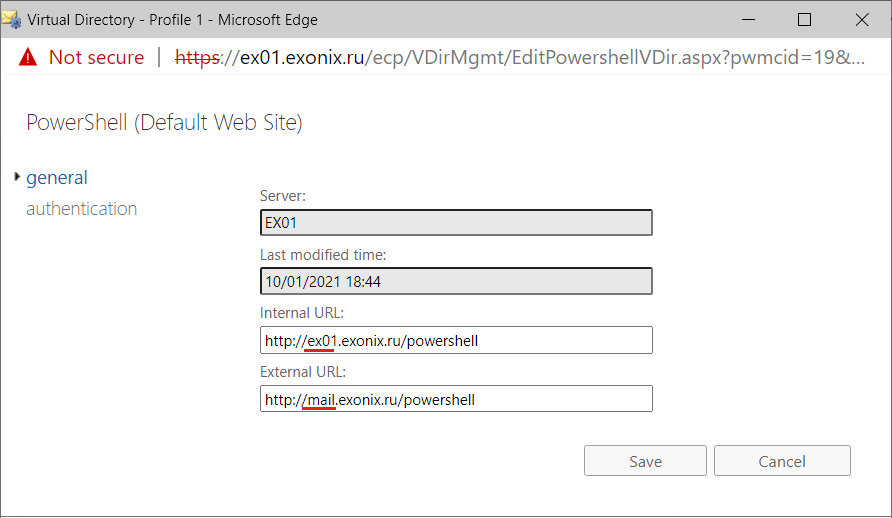 Virtual Directory - Profile 1 - Microsoft Edge
Not secure | https://ex01.exonix.ru/ecp/VDirMgmt/EditPowershellVDir.aspx?pwmcid=19&...
PowerShell (Default Web Site)
general
authentication
Server:
EX01
Last modified time:
10/01/2021 18:44
Internal URL:
http://ex01.exonix.ru/powershell
External URL:
http://mail.exonix.ru/powershell
Save Cancel